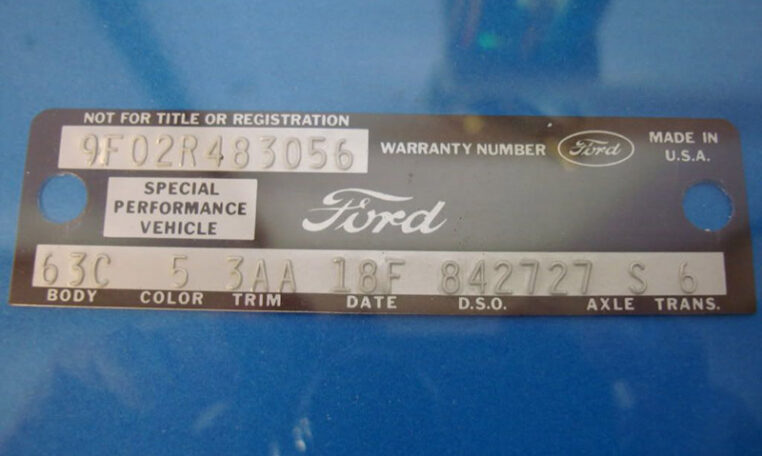 NOT FOR TITLE OR REGISTRATION
9F02R483056 WARRANTY NUMBER Ford MADE IN U.S.A.
SPECIAL
PERFORMANCE
VEHICLE
Ford
63C 5 3AA 18F 842727 S 6
BODY COLOR TRIM DATE D.S.O. AXLE TRANS.